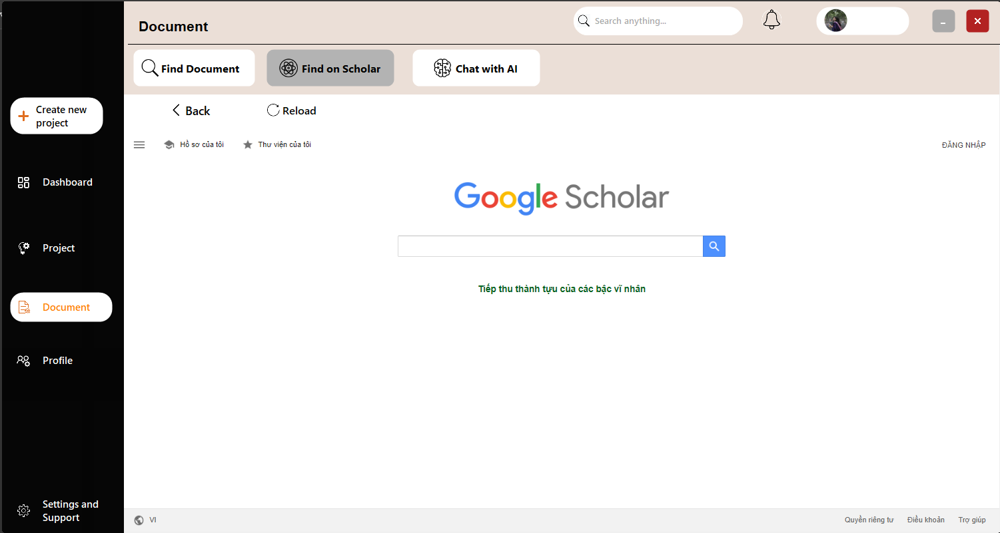 Document
Search anything...
Find Document
Find on Scholar
Chat with AI
Create new
project
Dashboard
Project
Document
Profile
Settings and
Support
Back
Reload
Hồ sơ của tôi
Thư viện của tôi
ĐĂNG NHẬP
Google Scholar
Tiếp thu thành tựu của các bậc vĩ nhân
VI
Quyền riêng tư
Điều khoản
Trợ giúp